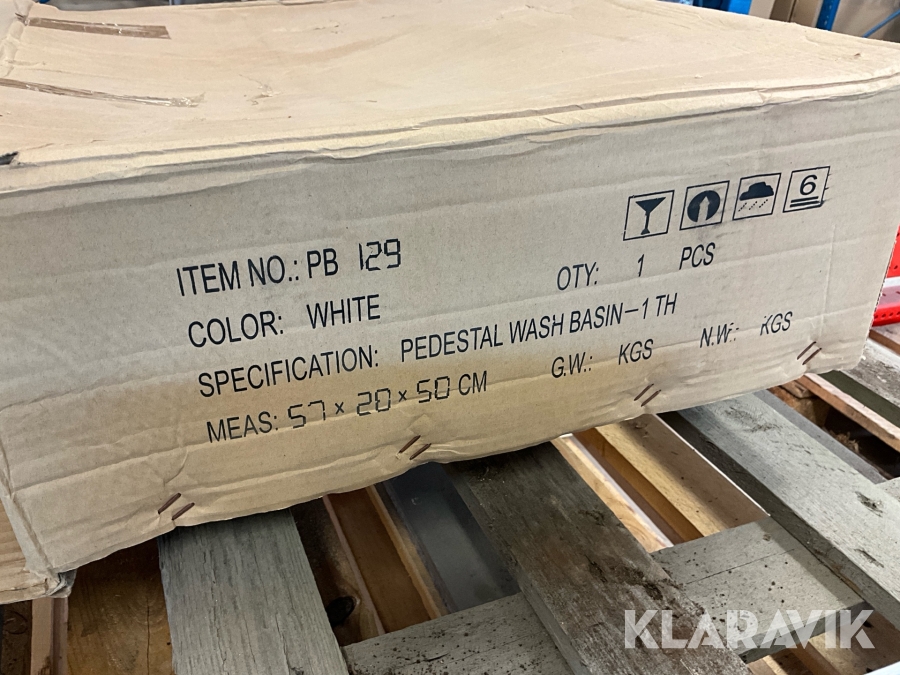 6
ITEM NO.: PB 129
OTY: 1 PCS
COLOR: WHITE
SPECIFICATION: PEDESTAL WASH BASIN-1 TH
MEAS: 57 × 20 × 50 CM
G.W.: KGS N.W.: KGS
KLARAVIK